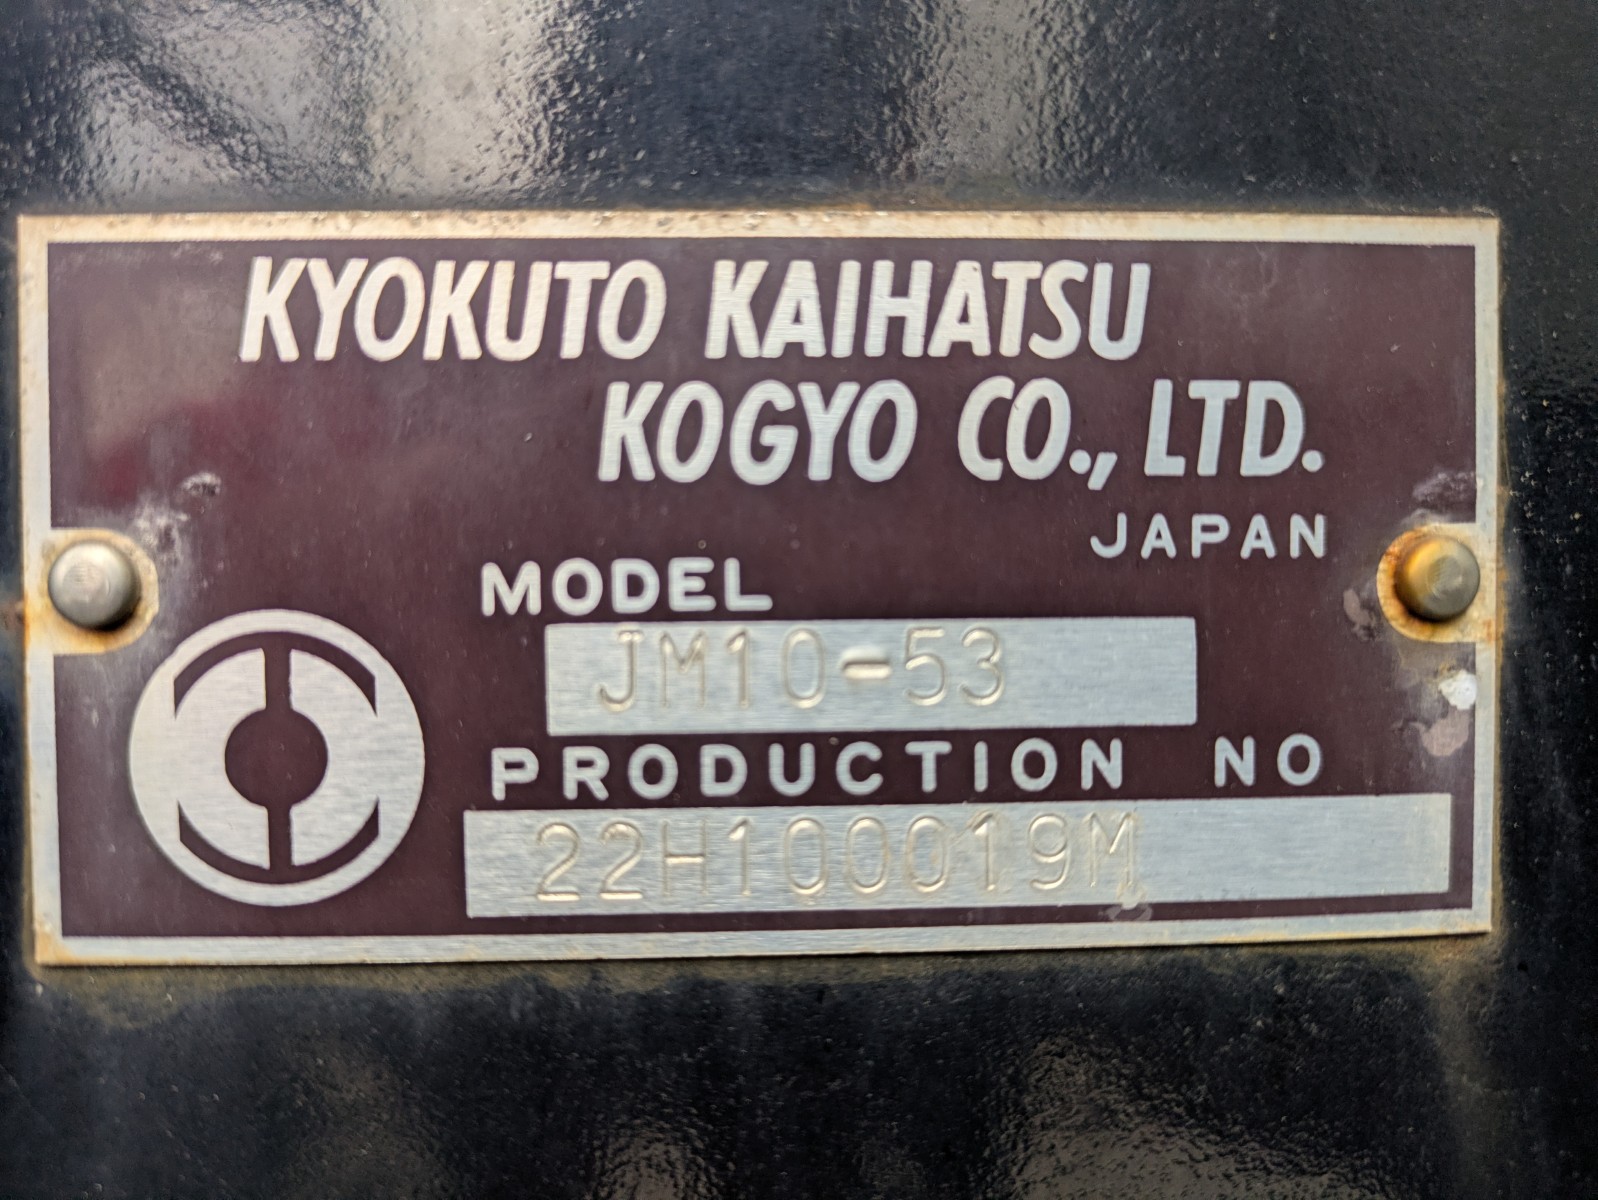 KYOKUTO KAIHATSU
KOGYO CO., LTD.
JAPAN
MODEL
JM10-53
PRODUCTION NO
22H100019M